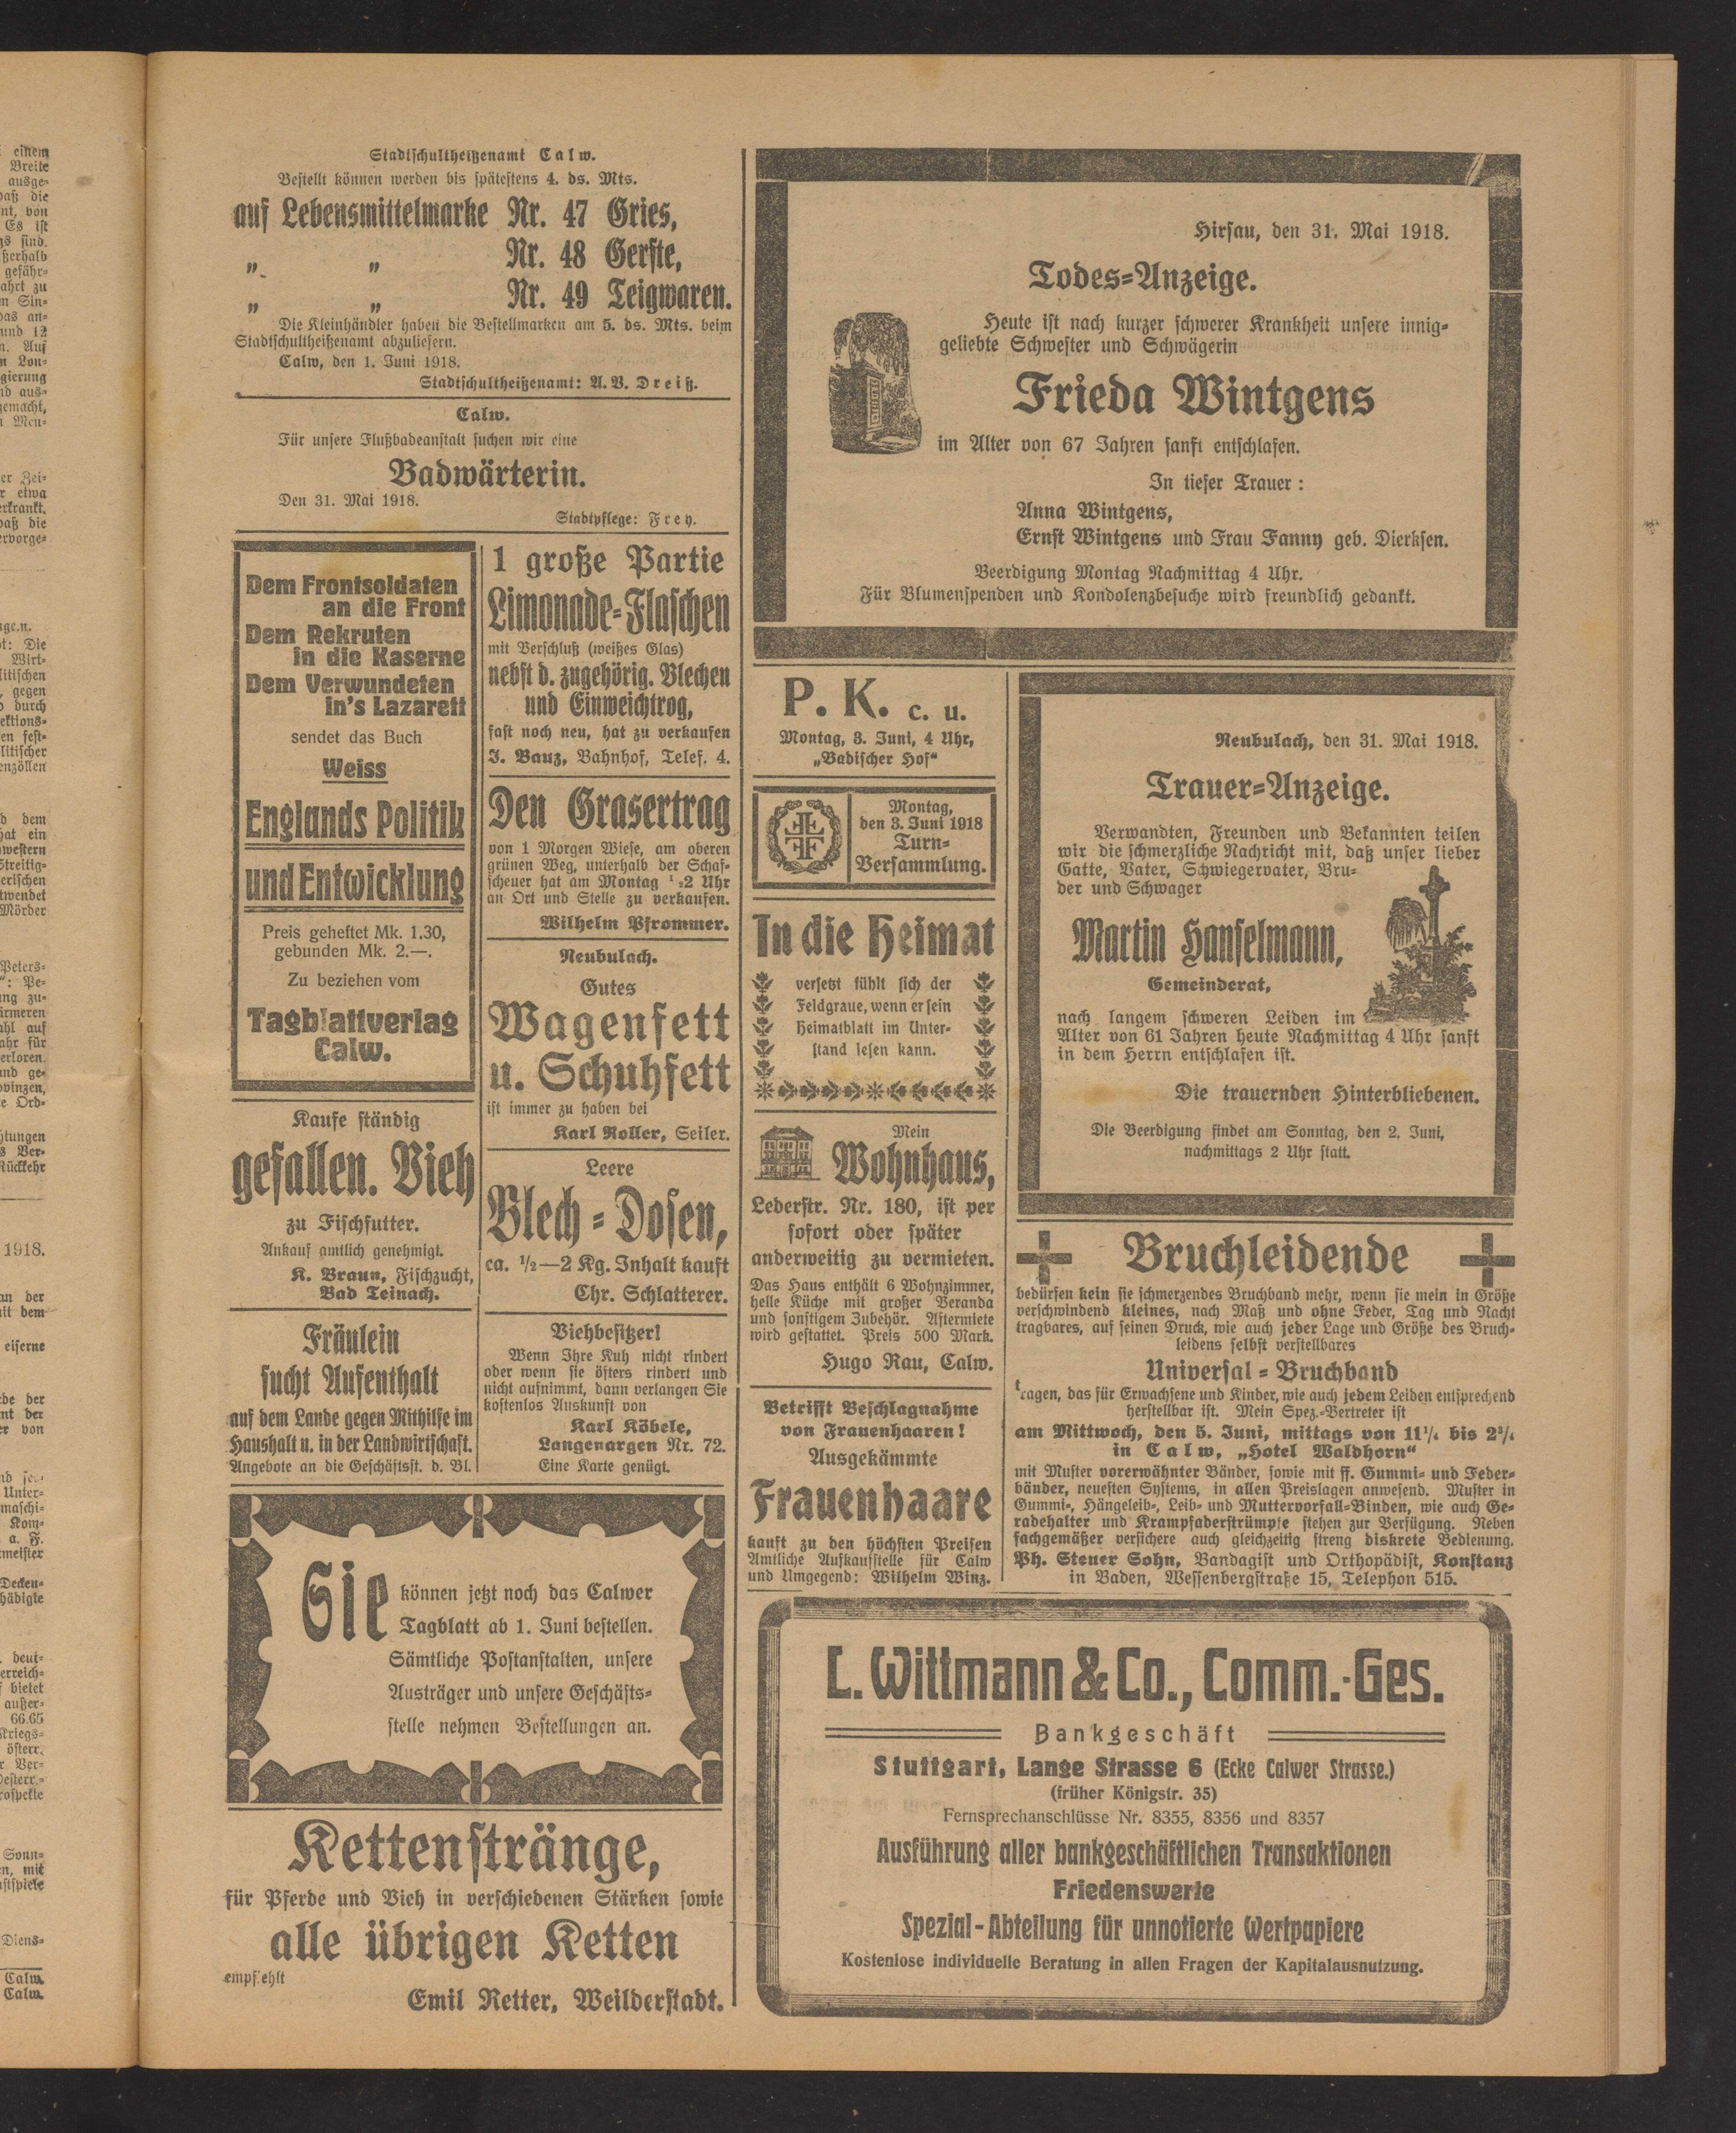 Stadtschultheißenamt Calw.
Bestellt können werden bis spätestens 4. ds. Mts.
auf Lebensmittelmarke Nr. 47 Gries,
„ „ Nr. 48 Gerste,
„ „ Nr. 49 Teigwaren.
Die Kleinhändler haben die Bestellmarken am 5. ds. Mts. beim
Stadtschultheißenamt abzuliefern.
Calw, den 1. Juni 1918.
Stadtschultheißenamt: A. V. Dreiß.
Calw.
Für unsere Flußbadeanstalt suchen wir eine
Badwärterin.
Den 31. Mai 1918.
Stadtpflege: Frey.
Dem Frontsoldaten
an die Front
Dem Rekruten
in die Kaserne
Dem Verwundeten
in's Lazarett
sendet das Buch
Weiss
Englands Politik
und Entwicklung
Preis geheftet Mk. 1.30,
gebunden Mk. 2.—.
Zu beziehen vom
Tagblattverlag
Calw.
Kaufe ständig
gefallen. Vieh
zu Fischfutter.
Ankauf amtlich genehmigt.
K. Braun, Fischzucht,
Bad Teinach.
Fräulein
sucht Aufenthalt
auf dem Lande gegen Mithilfe im
Haushalt u. in der Landwirtschaft.
Angebote an die Geschäftsst. d. Bl.
1 große Partie
Limonade-Flaschen
mit Verschluß (weißes Glas)
nebst d. zugehörig. Blechen
und Einweichtrog,
fast noch neu, hat zu verkaufen
J. Bauz, Bahnhof, Telef. 4.
Den Grasertrag
von 1 Morgen Wiese, am oberen
grünen Weg, unterhalb der Schaf-
scheuer hat am Montag ½2 Uhr
an Ort und Stelle zu verkaufen.
Wilhelm Pfrommer.
Neubulach.
Gutes
Wagenfett
u. Schuhfett
ist immer zu haben bei
Karl Roller, Seiler.
Leere
Blech-Dosen,
ca. ½—2 Kg. Inhalt kauft
Chr. Schlatterer.
Viehbesitzer!
Wenn Ihre Kuh nicht rindert
oder wenn sie öfters rindert und
nicht aufnimmt, dann verlangen Sie
kostenlos Auskunft von
Karl Köbele,
Langenargen Nr. 72.
Eine Karte genügt.
Sie können jetzt noch das Calwer
Tagblatt ab 1. Juni bestellen.
Sämtliche Postanstalten, unsere
Austräger und unsere Geschäfts-
stelle nehmen Bestellungen an.
Kettenstränge,
für Pferde und Vieh in verschiedenen Stärken sowie
alle übrigen Ketten
empfiehlt
Emil Retter, Weilderstadt.
Hirsau, den 31. Mai 1918.
Todes-Anzeige.
Heute ist nach kurzer schwerer Krankheit unsere innig-
geliebte Schwester und Schwägerin
Frieda Wintgens
im Alter von 67 Jahren sanft entschlafen.
In tiefer Trauer:
Anna Wintgens,
Ernst Wintgens und Frau Fanny geb. Dierksen.
Beerdigung Montag Nachmittag 4 Uhr.
Für Blumenspenden und Kondolenzbesuche wird freundlich gedankt.
P. K. c. u.
Montag, 3. Juni, 4 Uhr,
„Badischer Hof“
Montag,
den 3. Juni 1918
Turn-
Versammlung.
In die Heimat
versetzt fühlt sich der
Feldgraue, wenn er sein
Heimatblatt im Unter-
stand lesen kann.
Mein
Wohnhaus,
Lederstr. Nr. 180, ist per
sofort oder später
anderweitig zu vermieten.
Das Haus enthält 6 Wohnzimmer,
helle Küche mit großer Veranda
und sonstigem Zubehör. Aftermiete
wird gestattet. Preis 500 Mark.
Hugo Rau, Calw.
Betrifft Beschlagnahme
von Frauenhaaren!
Ausgekämmte
Frauenhaare
kauft zu den höchsten Preisen
Amtliche Aufkaufstelle für Calw
und Umgegend: Wilhelm Winz.
Neubulach, den 31. Mai 1918.
Trauer-Anzeige.
Verwandten, Freunden und Bekannten teilen
wir die schmerzliche Nachricht mit, daß unser lieber
Gatte, Vater, Schwiegervater, Bru-
der und Schwager
Martin Hanselmann,
Gemeinderat,
nach langem schweren Leiden im
Alter von 61 Jahren heute Nachmittag 4 Uhr sanft
in dem Herrn entschlafen ist.
Die trauernden Hinterbliebenen.
Die Beerdigung findet am Sonntag, den 2. Juni,
nachmittags 2 Uhr statt.
Bruchleidende
bedürfen kein sie schmerzendes Bruchband mehr, wenn sie mein in Größe
verschwindend kleines, nach Maß und ohne Feder, Tag und Nacht
tragbares, auf seinen Druck, wie auch jeder Lage und Größe des Bruch-
leidens selbst verstellbares
Universal-Bruchband
tragen, das für Erwachsene und Kinder, wie auch jedem Leiden entsprechend
herstellbar ist. Mein Spez.-Vertreter ist
am Mittwoch, den 5. Juni, mittags von 11¼ bis 2¾
in Calw, „Hotel Waldhorn“
mit Muster vorerwähnter Bänder, sowie mit ff. Gummi- und Feder-
bänder, neuesten Systems, in allen Preislagen anwesend. Muster in
Gummi-, Hängeleib-, Leib- und Muttervorfall-Binden, wie auch Ge-
radehalter und Krampfaderstrümpfe stehen zur Verfügung. Neben
fachgemäßer versichere auch gleichzeitig streng diskrete Bedienung.
Ph. Steuer Sohn, Bandagist und Orthopädist, Konstanz
in Baden, Wessenbergstraße 15, Telephon 515.
L. Wittmann & Co., Comm.-Ges.
Bankgeschäft
Stuttgart, Lange Strasse 6 (Ecke Calwer Strasse.)
(früher Königstr. 35)
Fernsprechanschlüsse Nr. 8355, 8356 und 8357
Ausführung aller bankgeschäftlichen Transaktionen
Friedenswerte
Spezial-Abteilung für unnotierte Wertpapiere
Kostenlose individuelle Beratung in allen Fragen der Kapitalausnutzung.